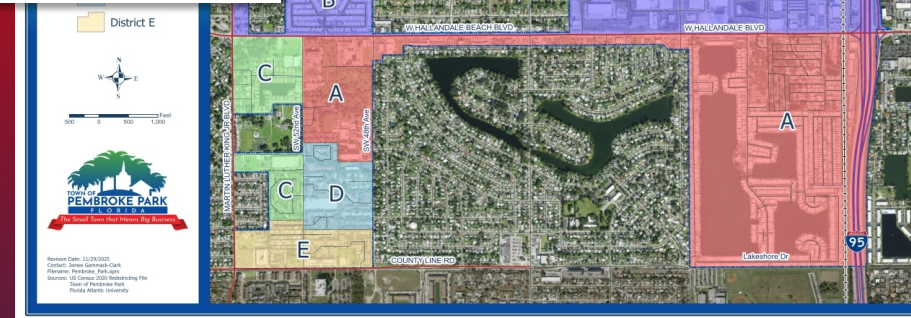 District E
B
W HALLANDALE BEACH BLVD
W HALLANDALE BLVD
N
W
E
S
500
0
500
1,000
Feet
C
A
A
MARTIN LUTHER KING JR BLVD
SW 52nd Ave
SW 48th Ave
C
D
E
COUNTY LINE RD
Lakeshore Dr
95
TOWN OF
PEMBROKE PARK
FLORIDA
The Small Town that Means Big Business
Revision Date: 11/29/2025
Contact: James Gammack-Clark
Filename: Pembroke_Park.aprx
Sources: US Census 2020 Redistricting File
Town of Pembroke Park
Florida Atlantic University